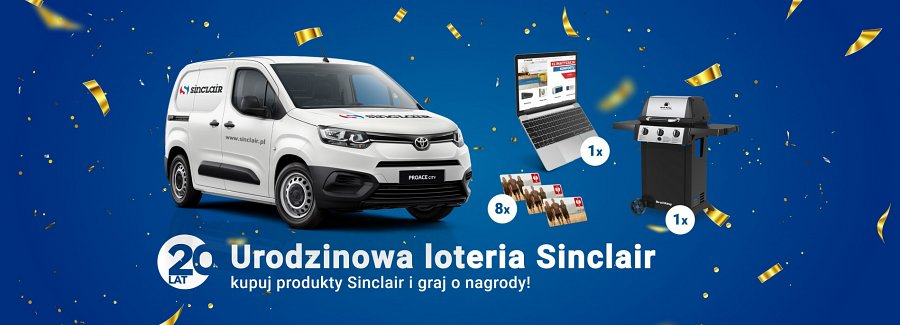 SINCLAIR
SINCLAIR
www.sinclair.pl
PROACE CITY
1x
8x
1x
20 LAT
Urodzinowa loteria Sinclair
kupuj produkty Sinclair i graj o nagrody!